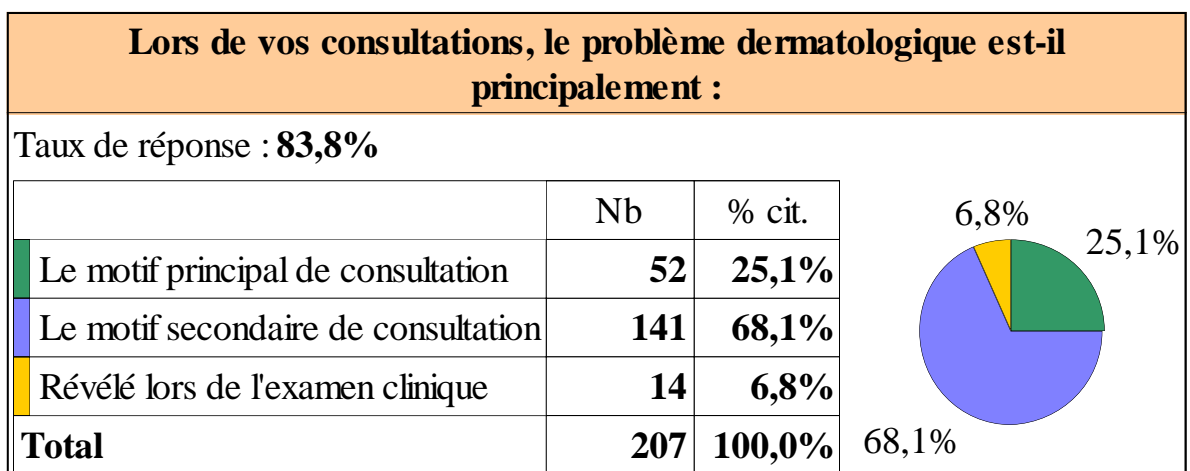 Lors de vos consultations, le problème dermatologique est-il
principalement :
Taux de réponse : 83,8%
Nb % cit.
Le motif principal de consultation 52 25,1%
Le motif secondaire de consultation 141 68,1%
Révélé lors de l'examen clinique 14 6,8%
Total 207 100,0%
6,8%
25,1%
68,1%